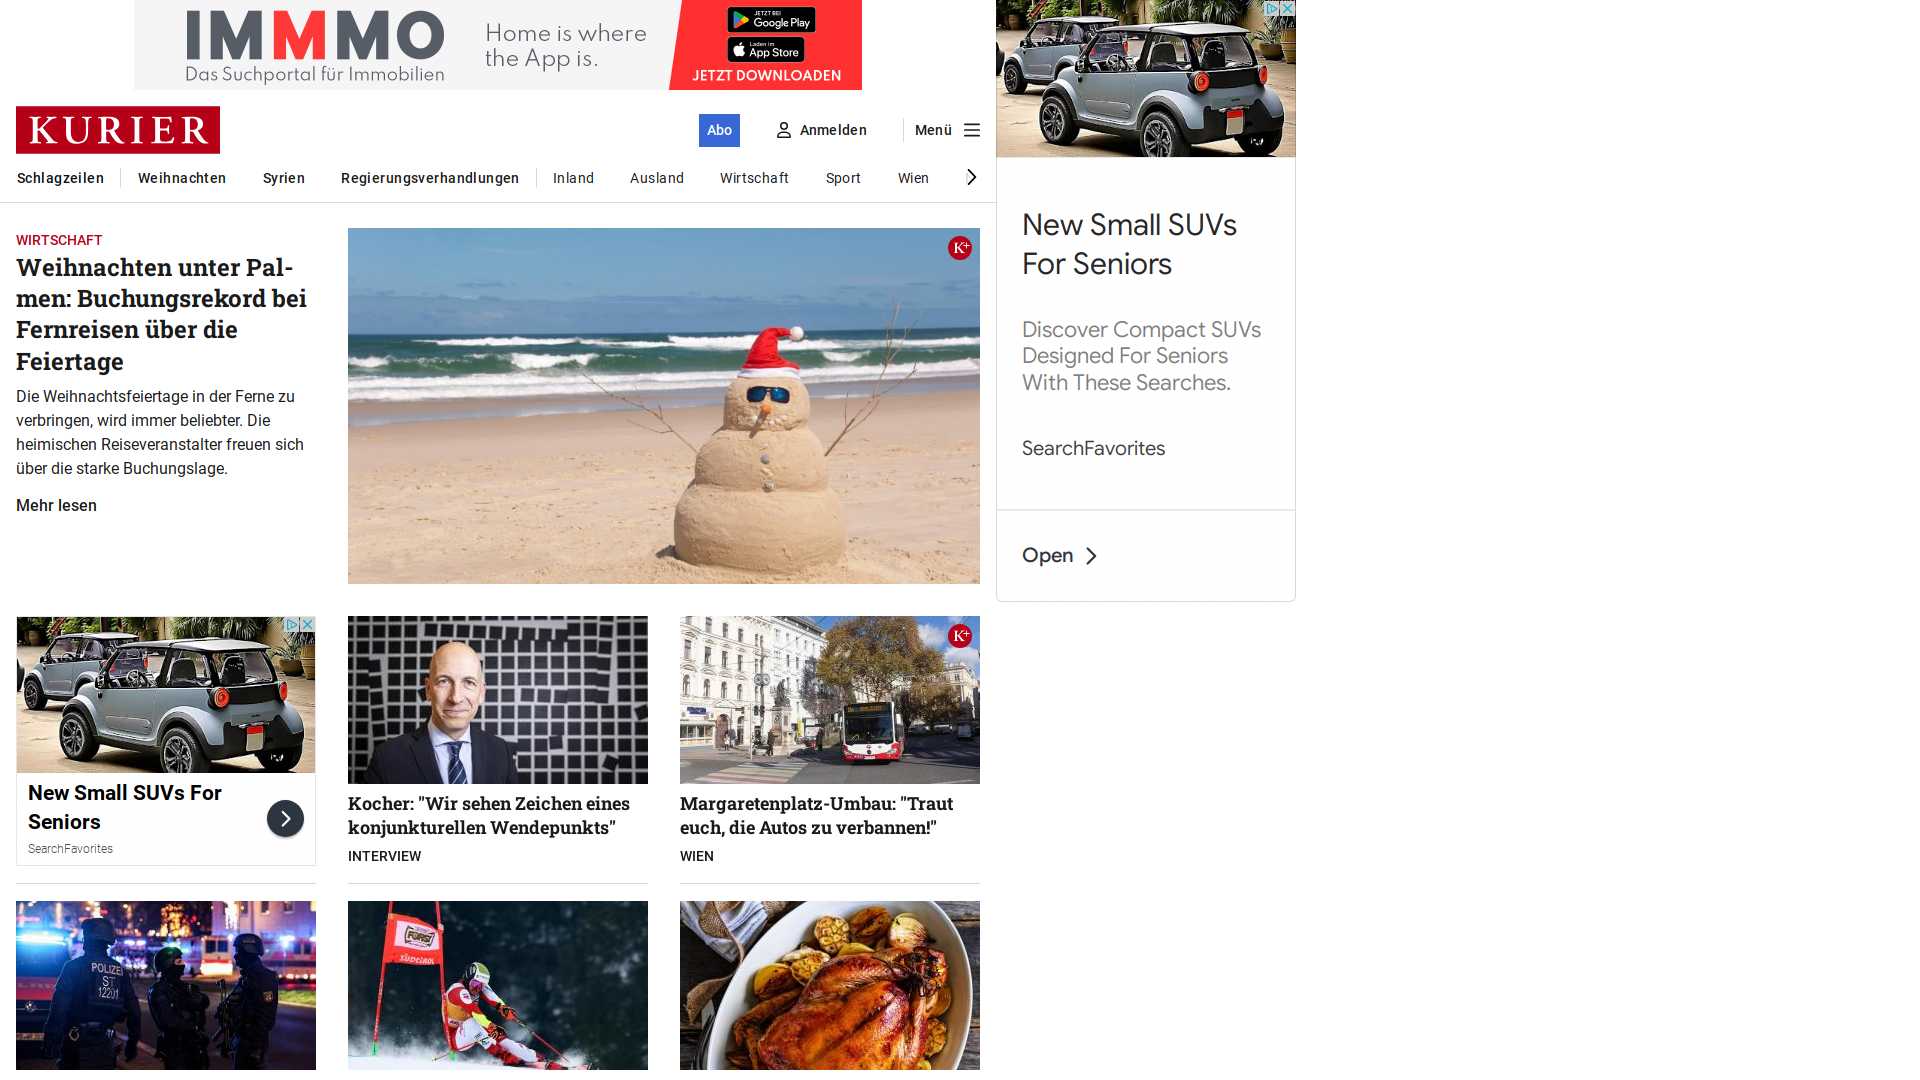 IMMMO
Das Suchportal für Immobilien
Home is where
the App is.
JETZT BEI
Google Play
Laden im
App Store
JETZT DOWNLOADEN
KURIER
Abo
Anmelden
Menü
Schlagzeilen
Weihnachten
Syrien
Regierungsverhandlungen
Inland
Ausland
Wirtschaft
Sport
Wien
WIRTSCHAFT
Weihnachten unter Pal-
men: Buchungsrekord bei
Fernreisen über die
Feiertage
Die Weihnachtsfeiertage in der Ferne zu
verbringen, wird immer beliebter. Die
heimischen Reiseveranstalter freuen sich
über die starke Buchungslage.
Mehr lesen
K+
New Small SUVs
For Seniors
Discover Compact SUVs
Designed For Seniors
With These Searches.
SearchFavorites
Open
New Small SUVs For
Seniors
SearchFavorites
Kocher: "Wir sehen Zeichen eines
konjunkturellen Wendepunkts"
INTERVIEW
K+
Margaretenplatz-Umbau: "Traut
euch, die Autos zu verbannen!"
WIEN
POLIZEI
ST
12201
FORST
SÜDTIROL